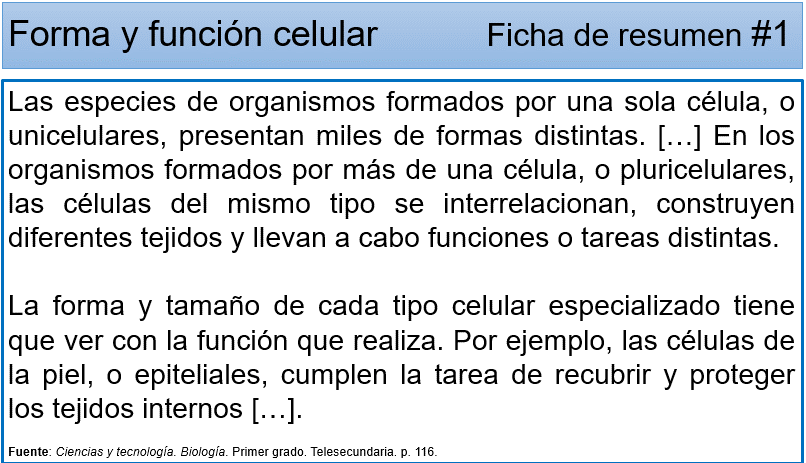 Forma y función celular Ficha de resumen #1
Las especies de organismos formados por una sola célula, o
unicelulares, presentan miles de formas distintas. […] En los
organismos formados por más de una célula, o pluricelulares,
las células del mismo tipo se interrelacionan, construyen
diferentes tejidos y llevan a cabo funciones o tareas distintas.
La forma y tamaño de cada tipo celular especializado tiene
que ver con la función que realiza. Por ejemplo, las células de
la piel, o epiteliales, cumplen la tarea de recubrir y proteger
los tejidos internos […].
Fuente: Ciencias y tecnología. Biología. Primer grado. Telesecundaria. p. 116.